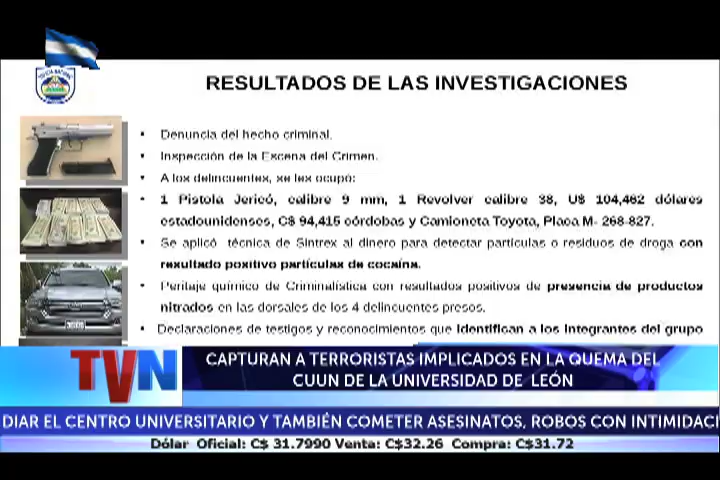 RESULTADOS DE LAS INVESTIGACIONES
• Denuncia del hecho criminal.
• Inspección de la Escena del Crimen.
• A los delincuentes, se les ocupó:
• 1 Pistola Jericó, calibre 9 mm, 1 Revolver calibre 38, U$ 104,462 dólares
estadounidenses, C$ 94,415 córdobas y Camioneta Toyota, Placa M- 268-827.
• Se aplicó técnica de Sintrex al dinero para detectar partículas o residuos de droga con
resultado positivo partículas de cocaína.
• Peritaje químico de Criminalística con resultados positivos de presencia de productos
nitrados en las dorsales de los 4 delincuentes presos.
• Declaraciones de testigos y reconocimientos que identifican a los integrantes del grupo
TVN
CAPTURAN A TERRORISTAS IMPLICADOS EN LA QUEMA DEL
CUUN DE LA UNIVERSIDAD DE LEÓN
DIAR EL CENTRO UNIVERSITARIO Y TAMBIÉN COMETER ASESINATOS, ROBOS CON INTIMIDACI
Dólar Oficial: C$ 31.7990 Venta: C$32.26 Compra: C$31.72